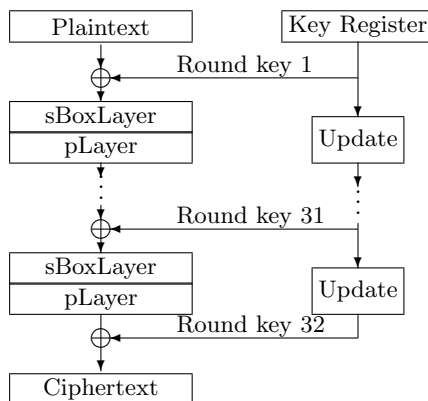 Plaintext
Key Register
Round key 1
sBoxLayer
pLayer
Update
Round key 31
sBoxLayer
pLayer
Update
Round key 32
Ciphertext